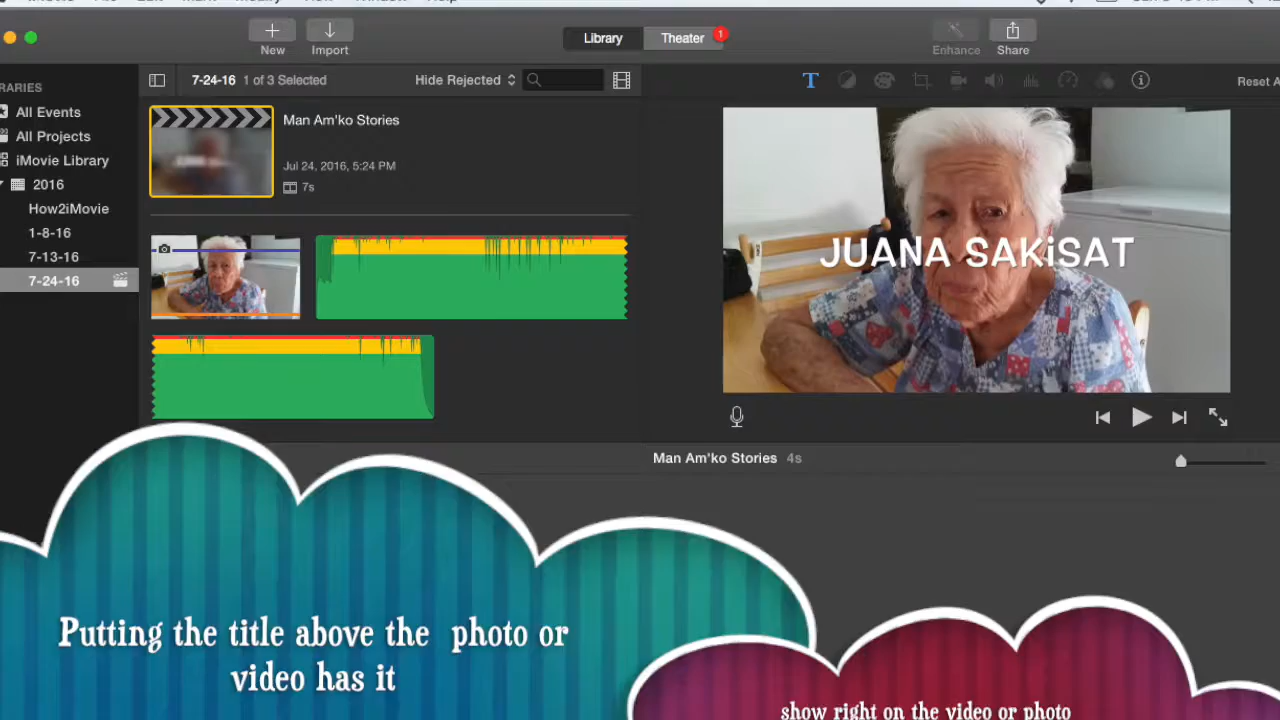 New
Import
Library
Theater
1
Enhance
Share
RARIES
7-24-16 1 of 3 Selected
Hide Rejected
T
Reset A
All Events
All Projects
iMovie Library
2016
How2iMovie
1-8-16
7-13-16
7-24-16
Man Am'ko Stories
Jul 24, 2016, 5:24 PM
7s
JUANA SAKiSAT
Man Am'ko Stories 4s
Putting the title above the photo or
video has it
show right on the video or photo